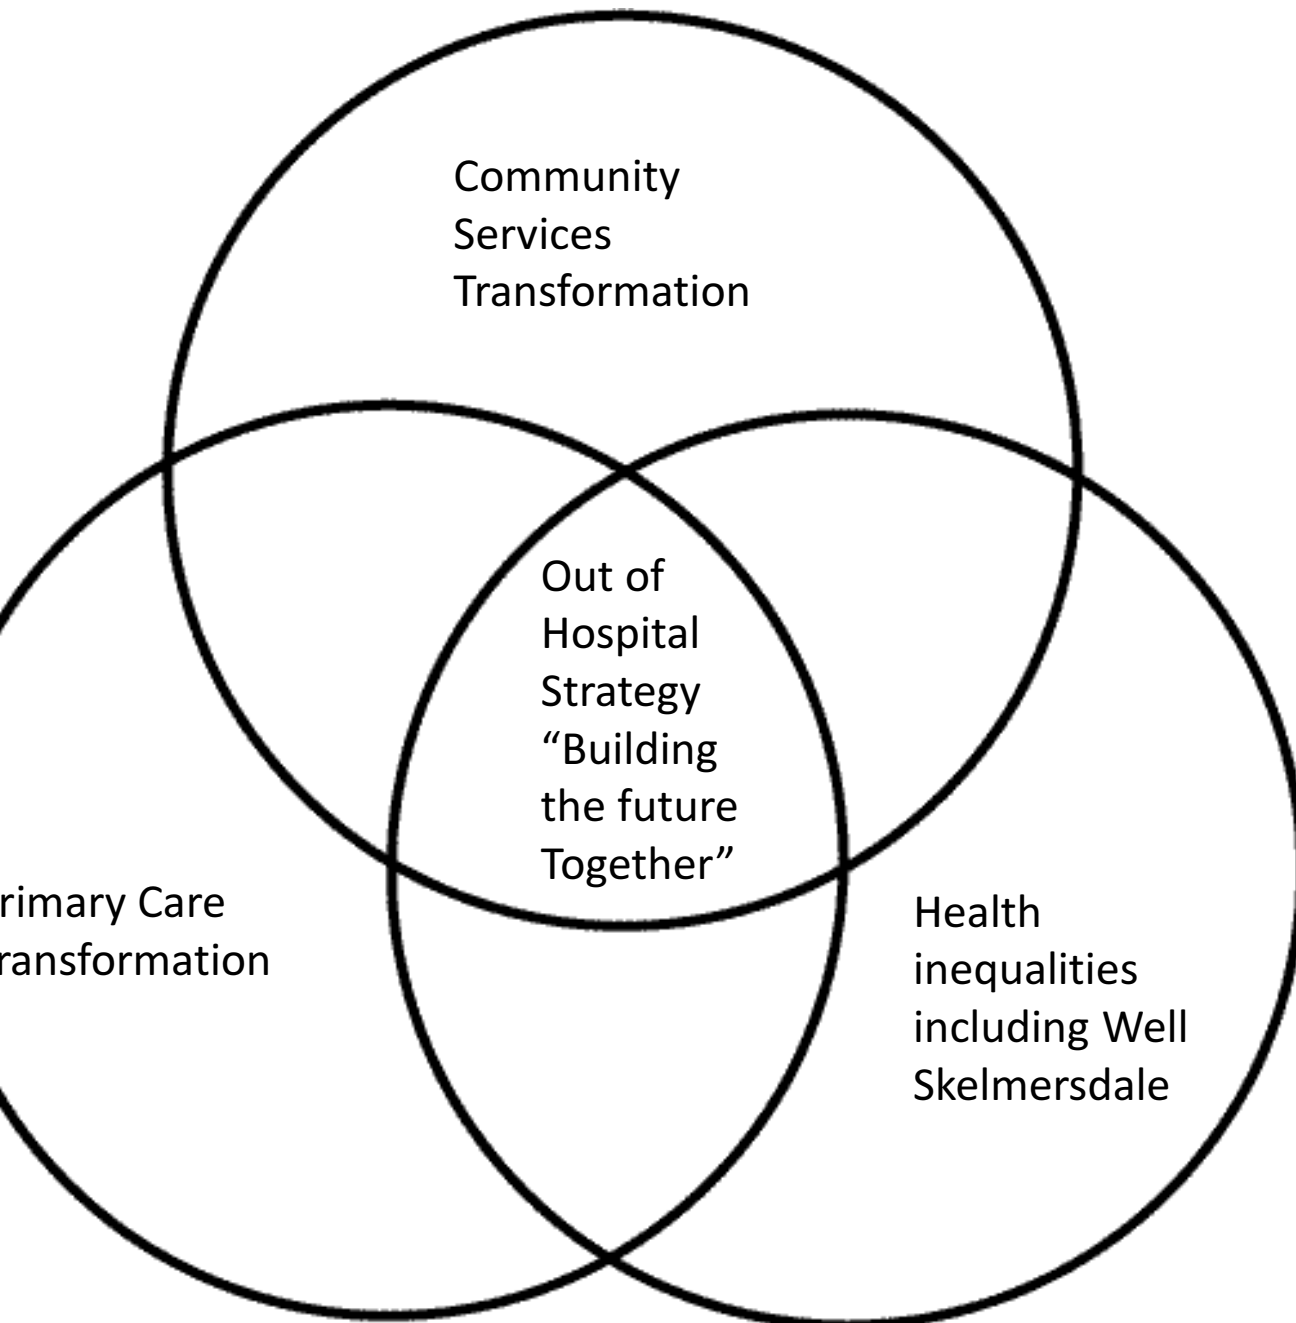 Community
Services
Transformation
Out of
Hospital
Strategy
“Building
the future
Together”
rimary Care
ransformation
Health
inequalities
including Well
Skelmersdale